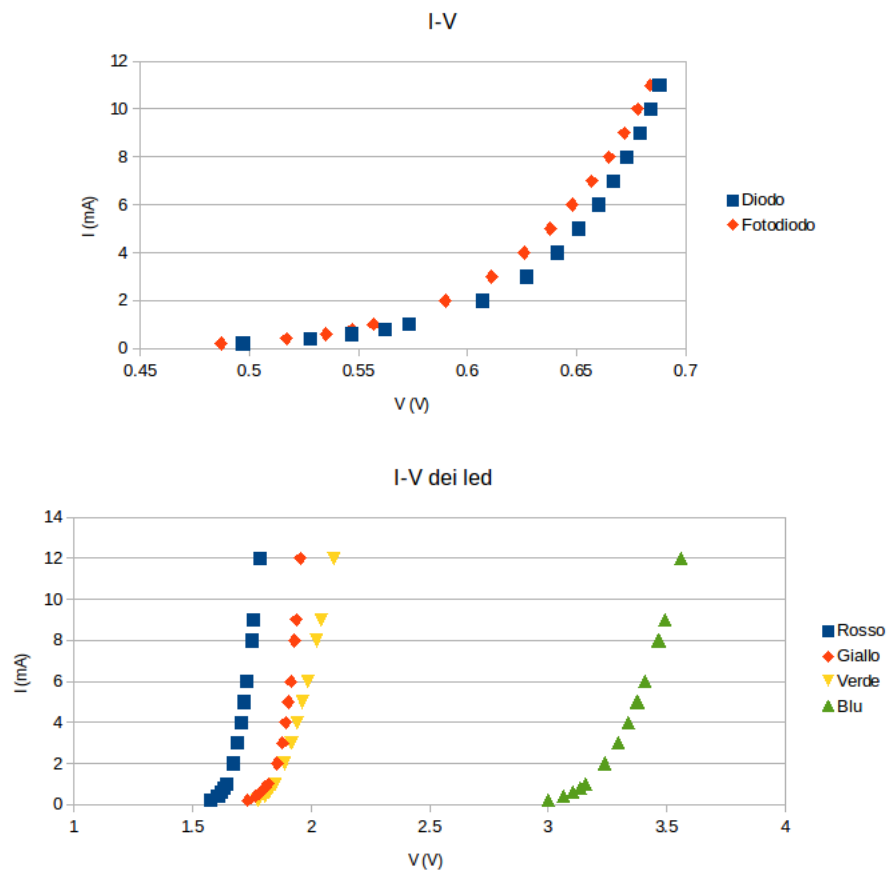 I-V
12
10
8
6
4
2
0
I (mA)
0.45 0.5 0.55 0.6 0.65 0.7
V (V)
Diodo
Fotodiodo
I-V dei led
14
12
10
8
6
4
2
0
I (mA)
1 1.5 2 2.5 3 3.5 4
V (V)
Rosso
Giallo
Verde
Blu